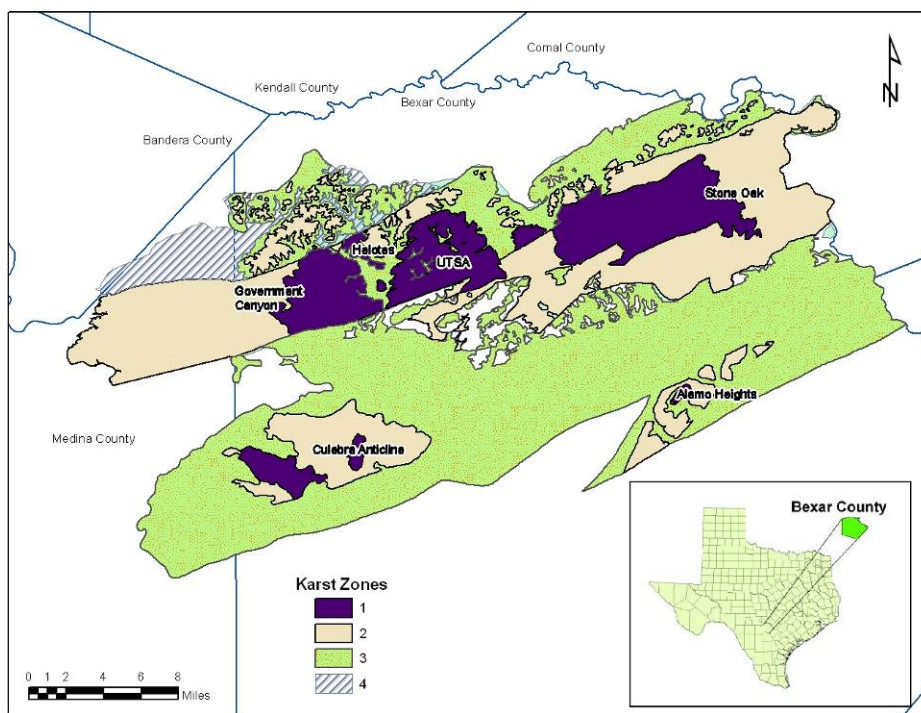 Comal County
Kendall County
Bexar County
Bandera County
N
Stone Oak
Helotes
UTSA
Government
Canyon
Alamo Heights
Medina County
Culebra Anticline
Bexar County
Karst Zones
1
2
3
4
0 1 2 4 6 8
Miles